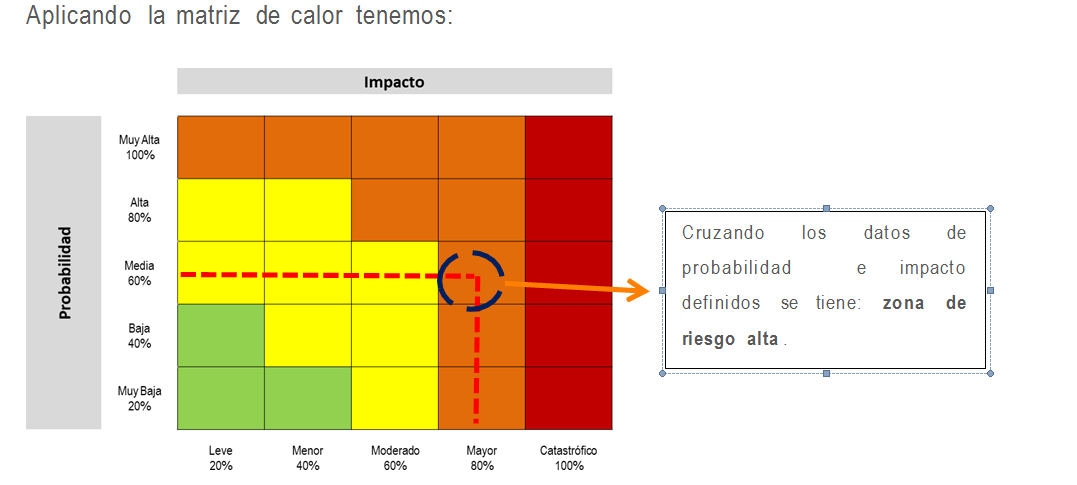 Aplicando la matriz de calor tenemos:
Impacto
Probabilidad
Muy Alta
100%
Alta
80%
Media
60%
Baja
40%
Muy Baja
20%
Leve
20%
Menor
40%
Moderado
60%
Mayor
80%
Catastrófico
100%
Cruzando los datos de
probabilidad e impacto
definidos se tiene: zona de
riesgo alta .